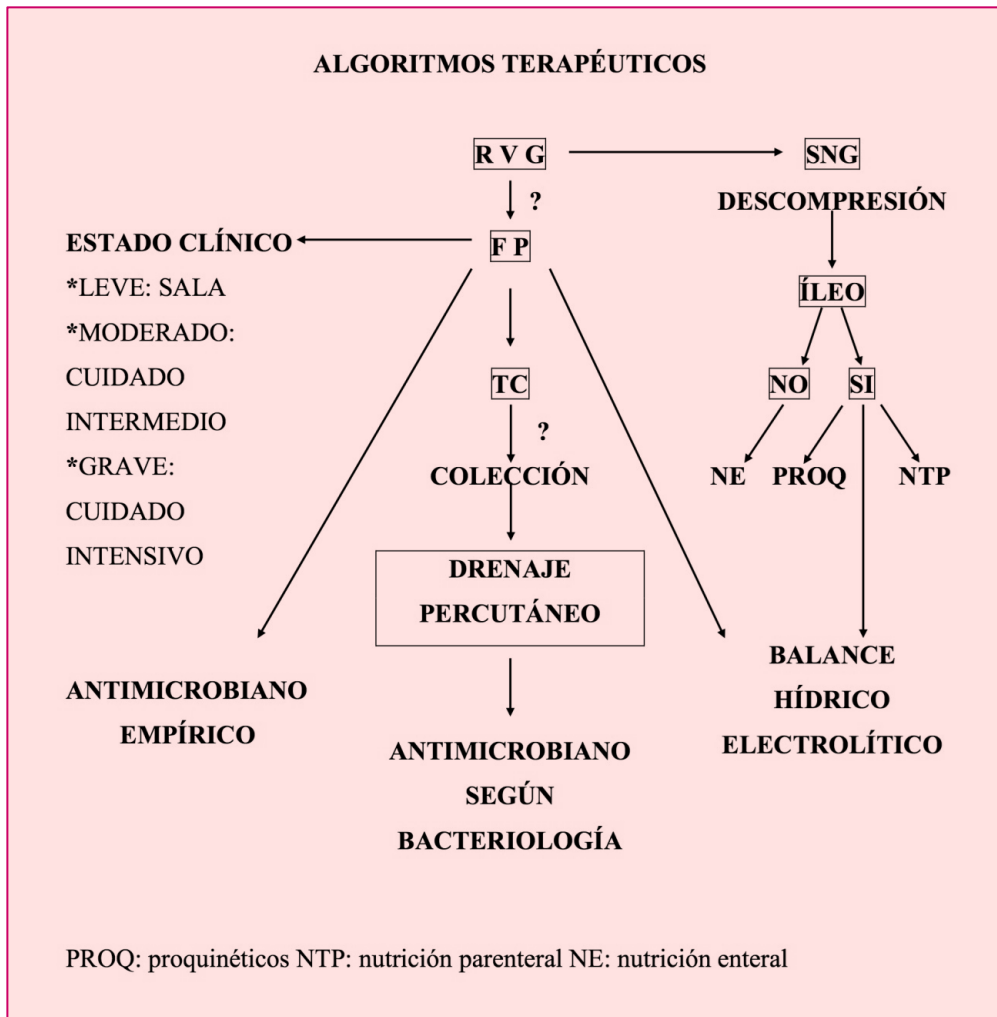 ALGORITMOS TERAPÉUTICOS
R V G
SNG
?
DESCOMPRESIÓN
ESTADO CLÍNICO
F P
*LEVE: SALA
*MODERADO:
CUIDADO
INTERMEDIO
*GRAVE:
CUIDADO
INTENSIVO
ÍLEO
TC
NO
SI
?
COLECCIÓN
NE
PROQ
NTP
DRENAJE
PERCUTÁNEO
ANTIMICROBIANO
EMPÍRICO
BALANCE
HÍDRICO
ELECTROLÍTICO
ANTIMICROBIANO
SEGÚN
BACTERIOLOGÍA
PROQ: proquinéticos NTP: nutrición parenteral NE: nutrición enteral